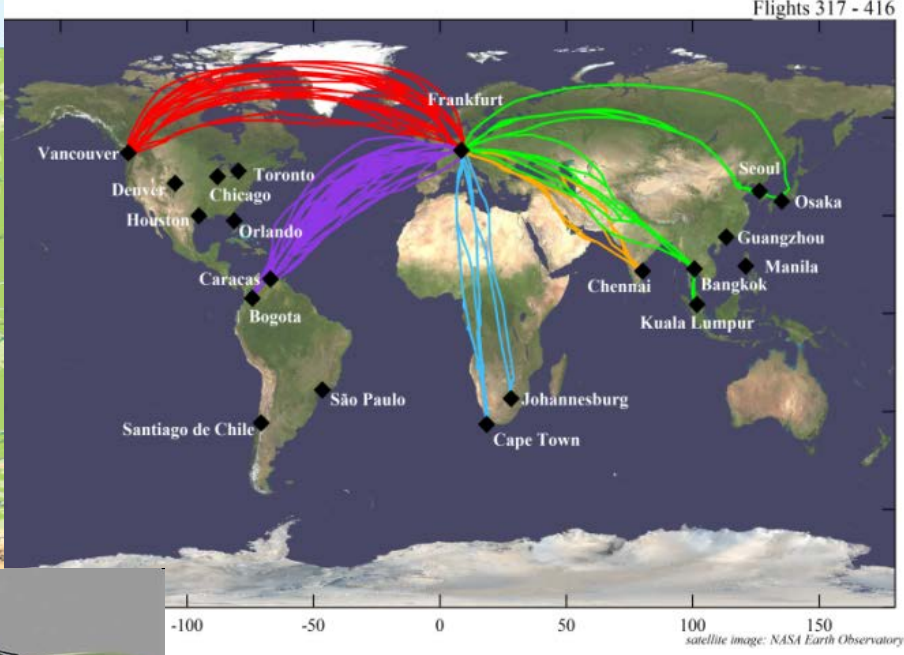 Flights 317 - 416
Frankfurt
Vancouver
Seoul
Toronto
Denver
Chicago
Osaka
Houston
Orlando
Guangzhou
Manila
Caracas
Chennai
Bangkok
Bogota
Kuala Lumpur
São Paulo
Johannesburg
Santiago de Chile
Cape Town
-100 -50 0 50 100 150
satellite image: NASA Earth Observatory